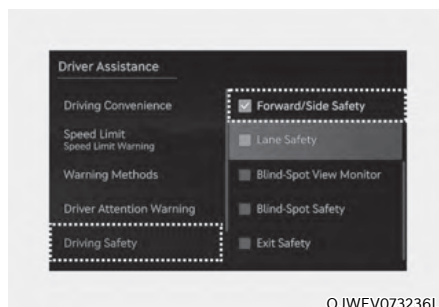 Driver Assistance
Driving Convenience
Speed Limit
Speed Limit Warning
Warning Methods
Driver Attention Warning
Driving Safety
Forward/Side Safety
Lane Safety
Blind-Spot View Monitor
Blind-Spot Safety
Exit Safety
OJWEV073236L